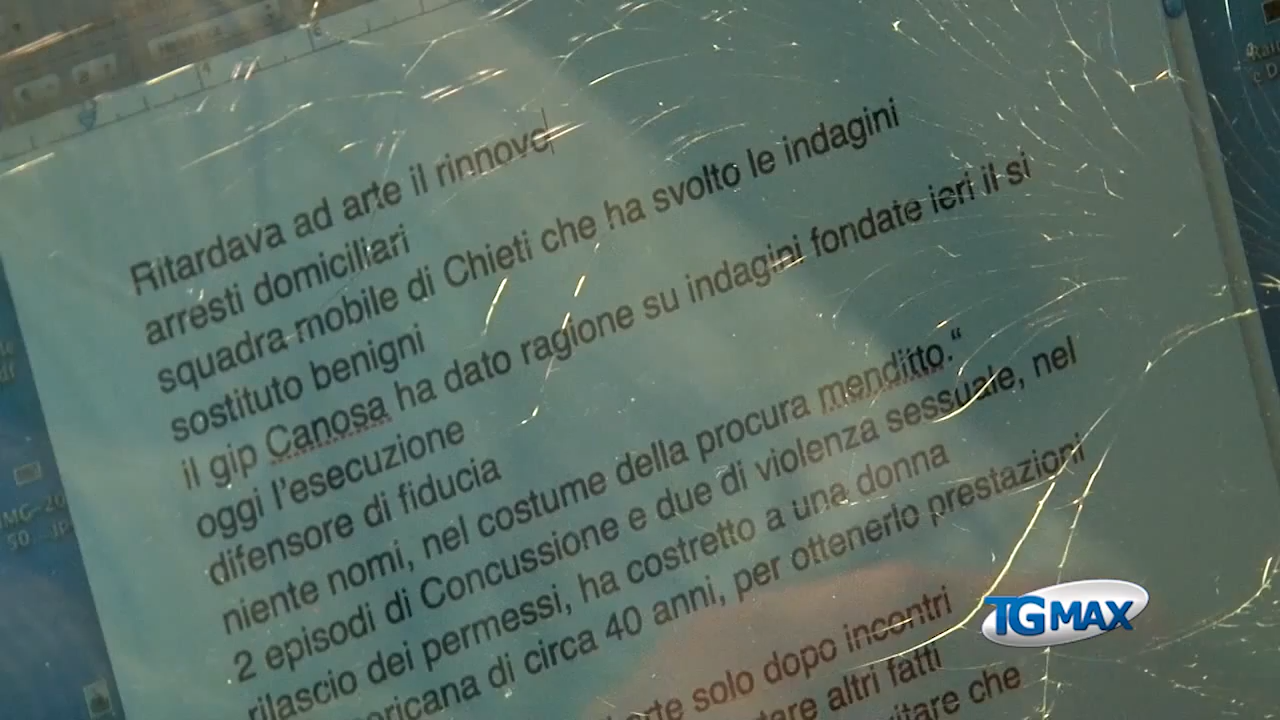 Ritardava ad arte il rinnovo
arresti domiciliari
squadra mobile di Chieti che ha svolto le indagini
sostituto benigni
il gip Canosa ha dato ragione su indagini fondate ieri il si
oggi l'esecuzione
difensore di fiducia
niente nomi, nel costume della procura menditto."
2 episodi di Concussione e due di violenza sessuale, nel
rilascio dei permessi, ha costretto a una donna
ricana di circa 40 anni, per ottenerlo prestazioni
solo dopo incontri
altri fatti
che
TGMAX